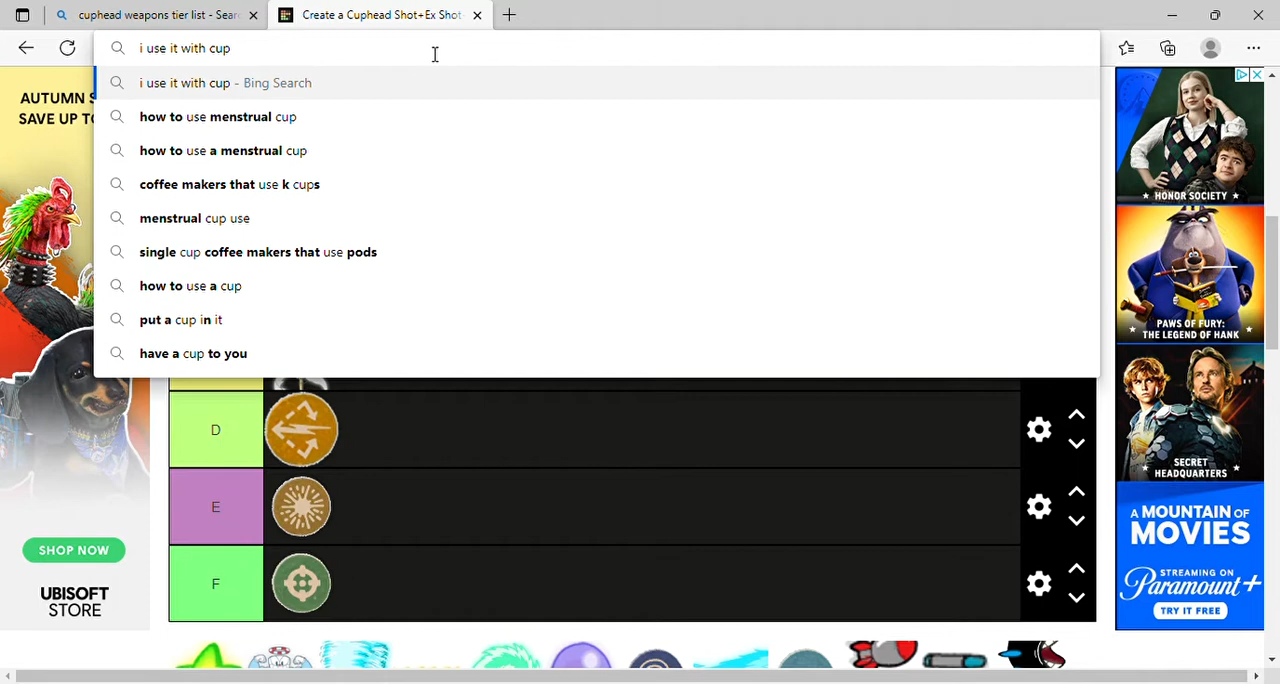 cuphead weapons tier list - Sear
Create a Cuphead Shot+Ex Shot
i use it with cup
i use it with cup - Bing Search
how to use menstrual cup
how to use a menstrual cup
coffee makers that use k cups
menstrual cup use
single cup coffee makers that use pods
how to use a cup
put a cup in it
have a cup to you
AUTUMN S
SAVE UP TO
SHOP NOW
UBISOFT
STORE
D
E
F
HONOR SOCIETY
PAWS OF FURY:
THE LEGEND OF HANK
SECRET
HEADQUARTERS
A MOUNTAIN OF
MOVIES
STREAMING ON
Paramount+
TRY IT FREE